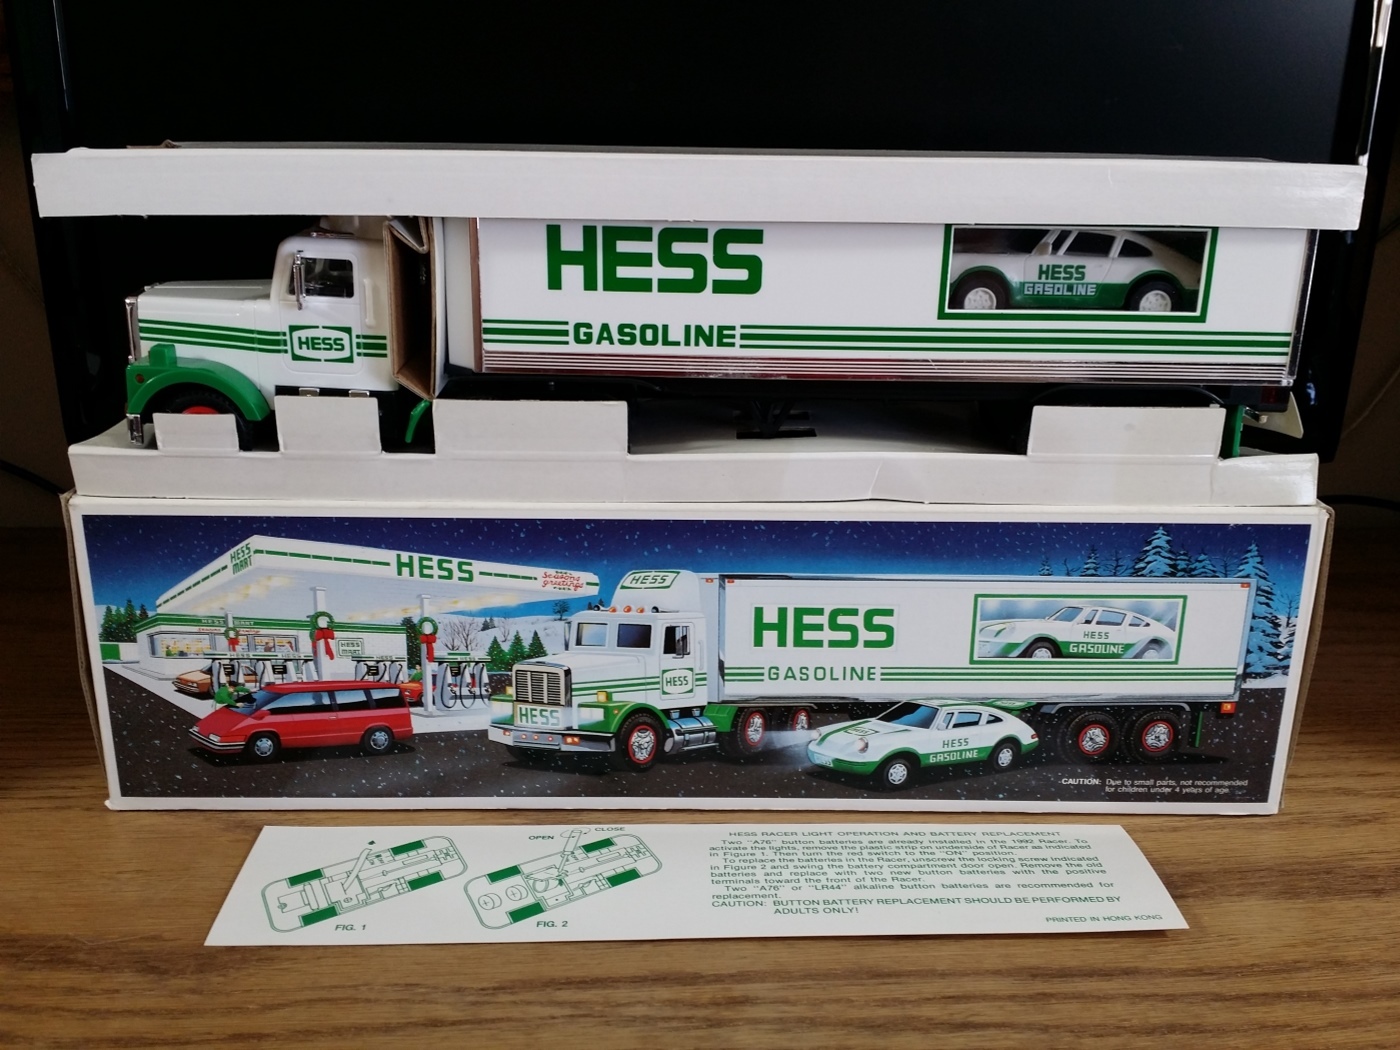 HESS
HESS
GASOLINE
HESS
GASOLINE
HESS
MART
HESS
Seasons
greetings
HESS
HESS MART
HESS
MART
HESS
HESS
HESS
HESS
HESS
GASOLINE
HESS
GASOLINE
HESS
GASOLINE
CAUTION: Due to small parts, not recommended
for children under 4 years of age.
OPEN
CLOSE
FIG. 1
FIG. 2
HESS RACER LIGHT OPERATION AND BATTERY REPLACEMENT
Two "A76" button batteries are already installed in the 1992 Racer. To
activate the lights, remove the plastic strip on underside of Racer as indicated
in Figure 1. Then turn the red switch to the "ON" position.
To replace the batteries in the Racer, unscrew the locking screw indicated
in Figure 2 and swing the battery compartment door open. Remove the old
batteries and replace with two new button batteries with the positive
terminals toward the front of the Racer.
Two "A76" or "LR44" alkaline button batteries are recommended for
replacement.
CAUTION: BUTTON BATTERY REPLACEMENT SHOULD BE PERFORMED BY
ADULTS ONLY!
PRINTED IN HONG KONG